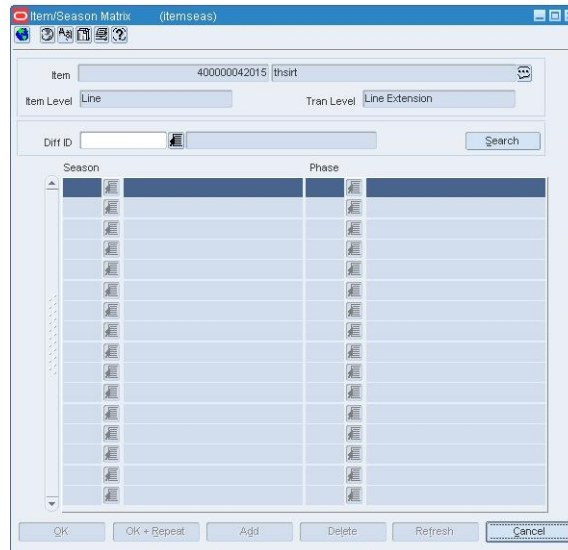 Item/Season Matrix (itemseas)
Item 400000042015 thsirt
Item Level Line Tran Level Line Extension
Diff ID Search
Season Phase
OK OK + Repeat Add Delete Refresh Cancel